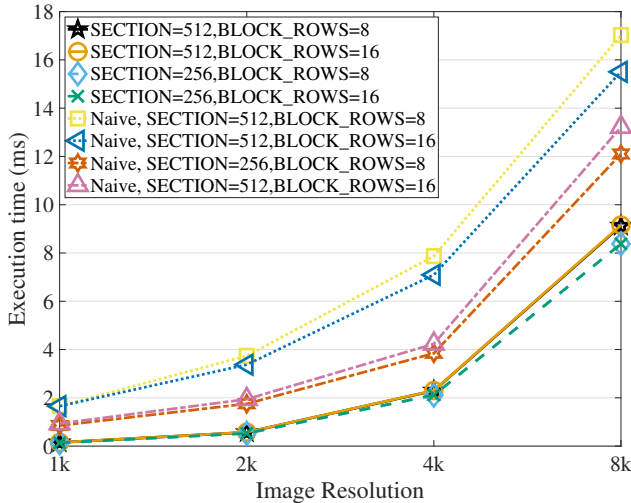 SECTION=512,BLOCK_ROWS=8
SECTION=512,BLOCK_ROWS=16
SECTION=256,BLOCK_ROWS=8
SECTION=256,BLOCK_ROWS=16
Naive, SECTION=512,BLOCK_ROWS=8
Naive, SECTION=512,BLOCK_ROWS=16
Naive, SECTION=256,BLOCK_ROWS=8
Naive, SECTION=512,BLOCK_ROWS=16
Execution time (ms)
18
16
14
12
10
8
6
4
2
0
1k 2k 4k 8k
Image Resolution